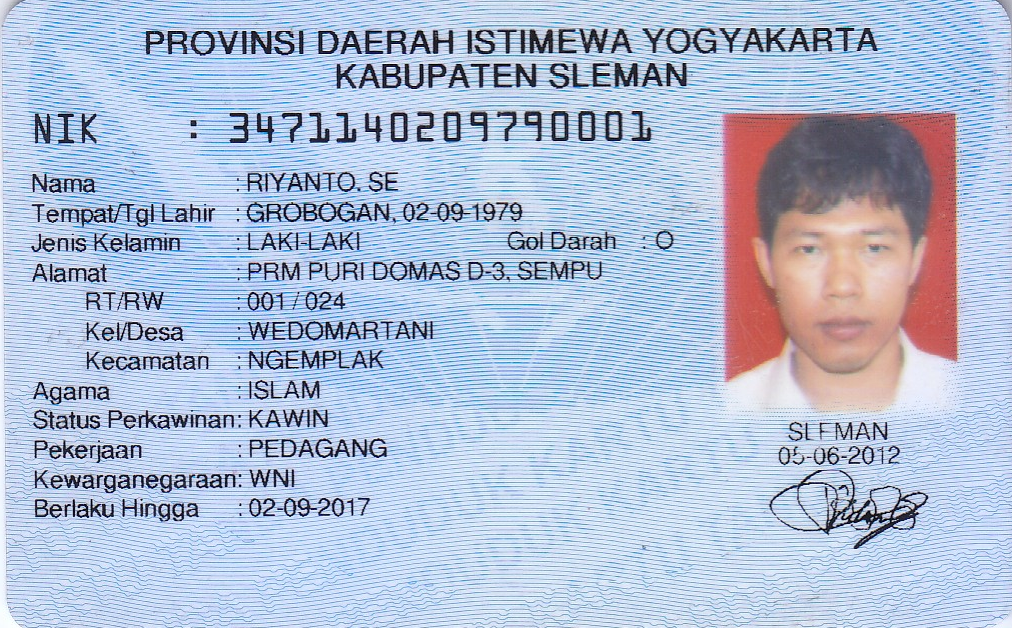 PROVINSI DAERAH ISTIMEWA YOGYAKARTA
KABUPATEN SLEMAN
NIK : 3471140209790001
Nama : RIYANTO. SE
Tempat/Tgl Lahir : GROBOGAN, 02-09-1979
Jenis Kelamin : LAKI-LAKI Gol Darah : O
Alamat : PRM PURI DOMAS D-3, SEMPU
RT/RW : 001 / 024
Kel/Desa : WEDOMARTANI
Kecamatan : NGEMPLAK
Agama : ISLAM
Status Perkawinan: KAWIN
Pekerjaan : PEDAGANG
Kewarganegaraan: WNI
Berlaku Hingga : 02-09-2017
SLEMAN
05-06-2012